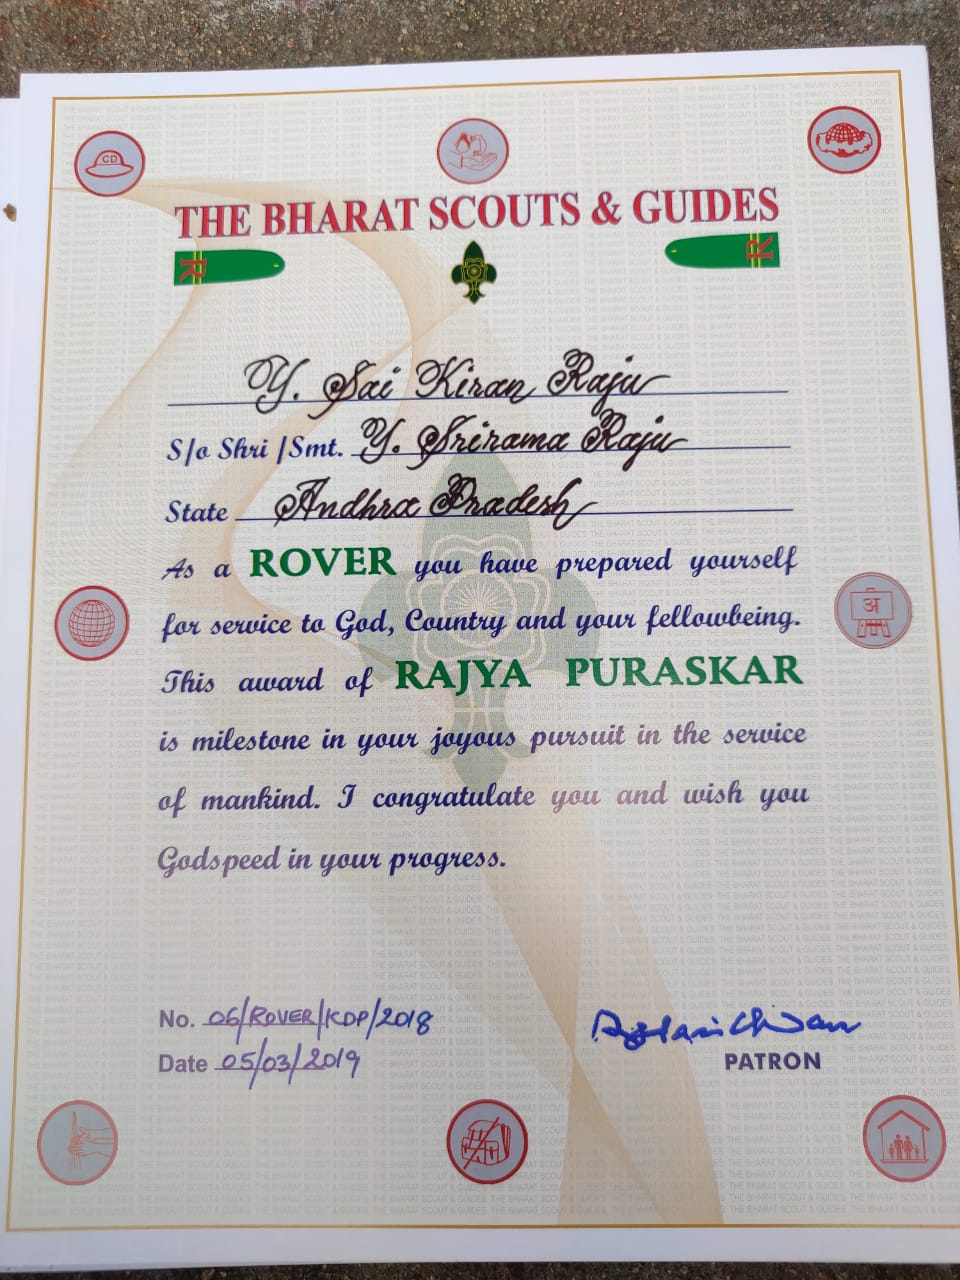 CD
THE BHARAT SCOUTS & GUIDES
R R
Y. Sai Kiran Raju
S/o Shri /Smt. Y. Srirama Raju
State Andhra Pradesh
As a ROVER you have prepared yourself
for service to God, Country and your fellowbeing.
अ
This award of RAJYA PURASKAR
is milestone in your joyous pursuit in the service
of mankind. I congratulate you and wish you
Godspeed in your progress.
No. 06/ROVER/KDP/2018
Date 05/03/2019
PATRON